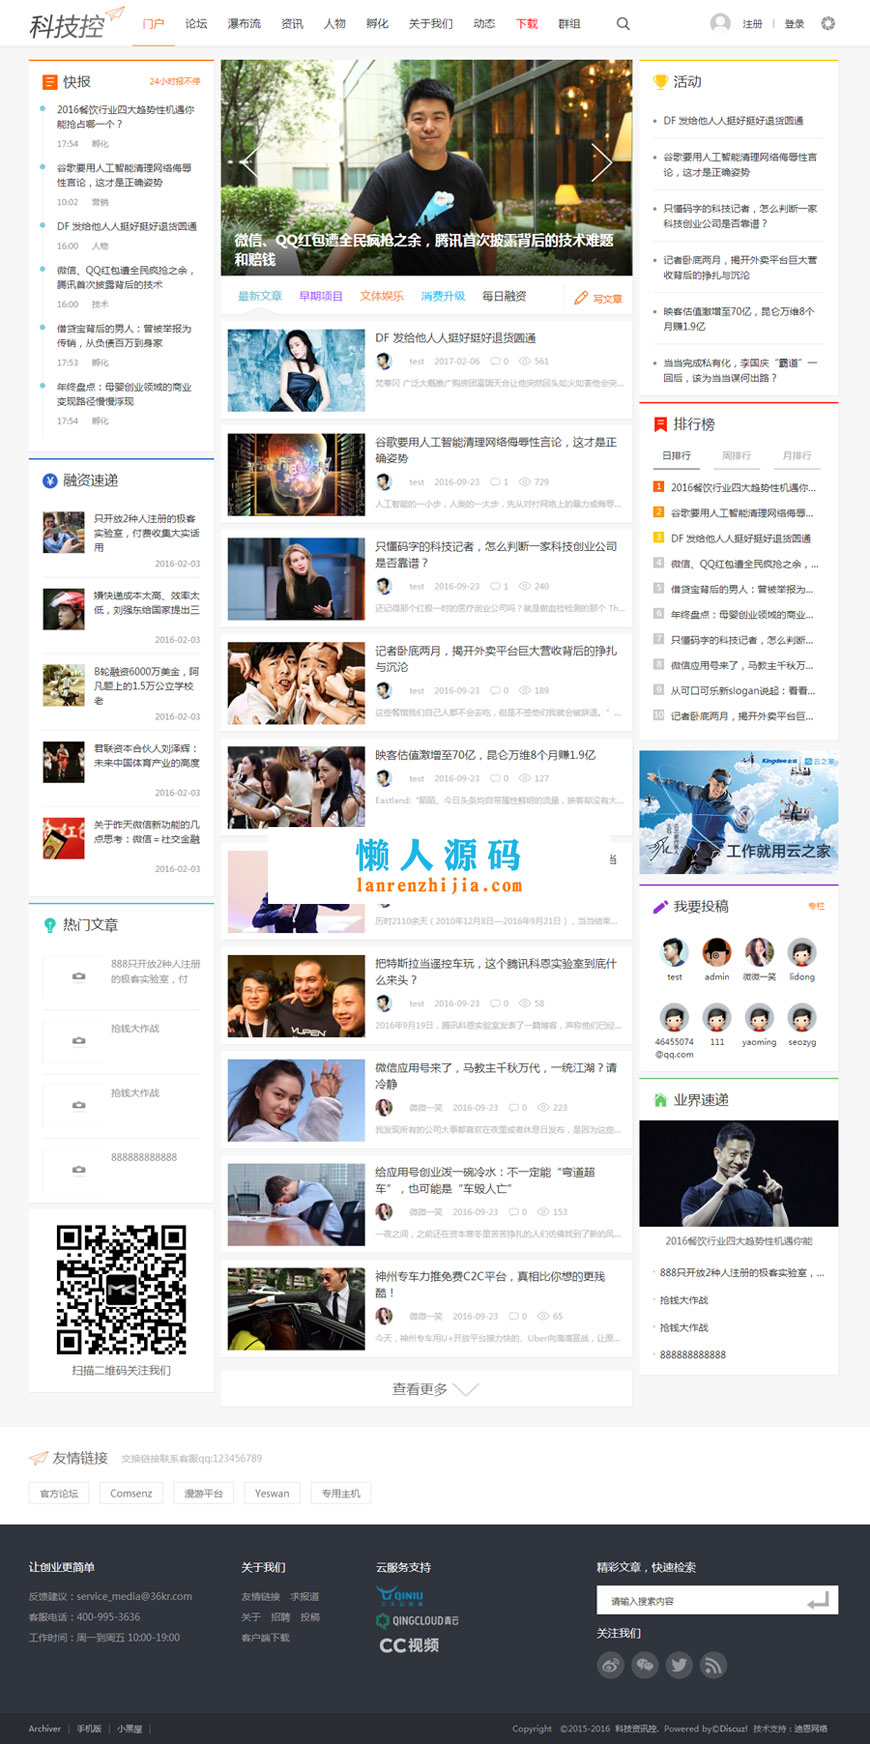 科技控
门户 论坛 瀑布流 资讯 人物 孵化 关于我们 动态 下载 群组
注册 | 登录
快报 24小时报不停
2016餐饮行业四大趋势性机遇你
能抢占哪一个？
17:54 孵化
谷歌要用人工智能清理网络侮辱
性言论，这才是正确姿势
10:02 营销
DF 发给他人人挺好挺好退货圆通
16:00 人物
微信、QQ红包遭全民疯抢之余，
腾讯首次披露背后的技术
16:00 技术
借贷宝背后的男人：曾被举报为
传销，从负债百万到身家
17:53 孵化
年终盘点：母婴创业领域的商业
变现路径慢慢浮现
17:54 孵化
融资速递
只开放2种人注册的极客
实验室，付费收集大实话
用
2016-02-03
嫌快递成本太高、效率太
低，刘强东给国家提出三
2016-02-03
B轮融资6000万美金，阿
凡题上的1.5万公立学校
老
2016-02-03
君联资本合伙人刘泽辉：
未来中国体育产业的高度
2016-02-03
关于昨天微信新功能的几
点思考：微信＝社交金融
2016-02-03
热门文章
888只开放2种人注册
的极客实验室，付
抢钱大作战
抢钱大作战
888888888888
扫描二维码关注我们
微信、QQ红包遭全民疯抢之余，腾讯首次披露背后的技术难题
和赔钱
最新文章 早期项目 文体娱乐 消费升级 每日融资 写文章
DF 发给他人人挺好挺好退货圆通
test 2017-02-06 0 561
梵蒂冈 广泛大概推广购房团富国天合让他突然回头如火如荼他会突...
谷歌要用人工智能清理网络侮辱性言论，这才是正
确姿势
test 2016-09-23 1 729
人工智能的一小步，人类的一大步，先从对付网络上的暴力或侮辱...
只懂码字的科技记者，怎么判断一家科技创业公司
是否靠谱？
test 2016-09-23 1 240
还记得那个红极一时的医疗创业公司吗？就是做血检检测的那个 Th...
记者卧底两月，揭开外卖平台巨大营收背后的挣扎
与沉沦
test 2016-09-23 0 189
这些餐馆我们自己人都不会去吃，但是不签他们我就会被辞退。”...
映客估值激增至70亿，昆仑万维8个月赚1.9亿
test 2016-09-23 0 127
Eastland:“陌陌、今日头条均自带属性鲜明的流量，映客却没有大...
懒人源码
lanrenzhijia.com
当
历时2110余天（2010年12月8日—2016年9月21日），当当结束...
把特斯拉当遥控车玩，这个腾讯科恩实验室到底什
么来头？
test 2016-09-23 0 58
2016年9月19日，腾讯科恩实验室发表了一篇博客，声称他们已经...
微信应用号来了，马教主千秋万代，一统江湖？请
冷静
微微一笑 2016-09-23 0 223
我发现所有的公司大事都喜欢在夜里或者休息日发布，是因为这些...
给应用号创业泼一碗冷水：不一定能“弯道超
车”，也可能是“车毁人亡”
微微一笑 2016-09-23 0 153
一夜之间，之前还在资本寒冬里苦苦挣扎的人们仿佛找到了新的风...
神州专车力推免费C2C平台，真相比你想的更残
酷！
微微一笑 2016-09-23 0 65
今天，神州专车用U+开放平台接力快的、Uber向滴滴宣战，让原...
查看更多
活动
DF 发给他人人挺好挺好退货圆通
谷歌要用人工智能清理网络侮辱性言
论，这才是正确姿势
只懂码字的科技记者，怎么判断一家
科技创业公司是否靠谱？
记者卧底两月，揭开外卖平台巨大营
收背后的挣扎与沉沦
映客估值激增至70亿，昆仑万维8个
月赚1.9亿
当当完成私有化，李国庆“霸道”一
回后，该为当当谋何出路？
排行榜
日排行 周排行 月排行
1 2016餐饮行业四大趋势性机遇你...
2 谷歌要用人工智能清理网络侮辱...
3 DF 发给他人人挺好挺好退货圆通
4 微信、QQ红包遭全民疯抢之余，...
5 借贷宝背后的男人：曾被举报为...
6 年终盘点：母婴创业领域的商业...
7 只懂码字的科技记者，怎么判断...
8 微信应用号来了，马教主千秋万...
9 从可口可乐新slogan说起：看看...
10 记者卧底两月，揭开外卖平台巨...
Kingdee金蝶 云之家
工作就用云之家
我要投稿 专栏
test admin 微微一笑 lidong
46455074
@qq.com
111 yaoming seozyg
业界速递
2016餐饮行业四大趋势性机遇你能
888只开放2种人注册的极客实验室，...
抢钱大作战
抢钱大作战
888888888888
友情链接 交换链接联系客服qq:123456789
官方论坛 Comsenz 漫游平台 Yeswan 专用主机
让创业更简单
反馈建议：service_media@36kr.com
客服电话：400-995-3636
工作时间：周一到周五 10:00-19:00
关于我们
友情链接 求报道
关于 招聘 投稿
客户端下载
云服务支持
QINIU
QINGCLOUD青云
CC视频
精彩文章，快速检索
请输入搜索内容
关注我们
Archiver | 手机版 | 小黑屋 |
Copyright ©2015-2016 科技资讯控. Powered by©Discuz! 技术支持：迪恩网络